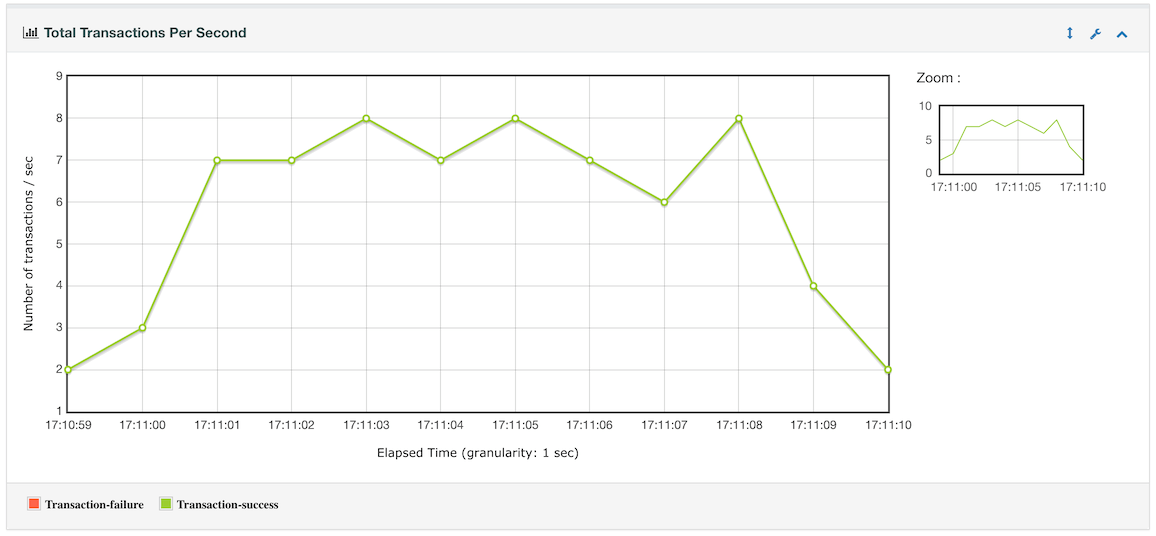 Total Transactions Per Second
Zoom :
9
8
7
6
5
4
3
2
1
Number of transactions / sec
17:10:59 17:11:00 17:11:01 17:11:02 17:11:03 17:11:04 17:11:05 17:11:06 17:11:07 17:11:08 17:11:09 17:11:10
Elapsed Time (granularity: 1 sec)
10
5
0
17:11:00 17:11:05 17:11:10
Transaction-failure Transaction-success